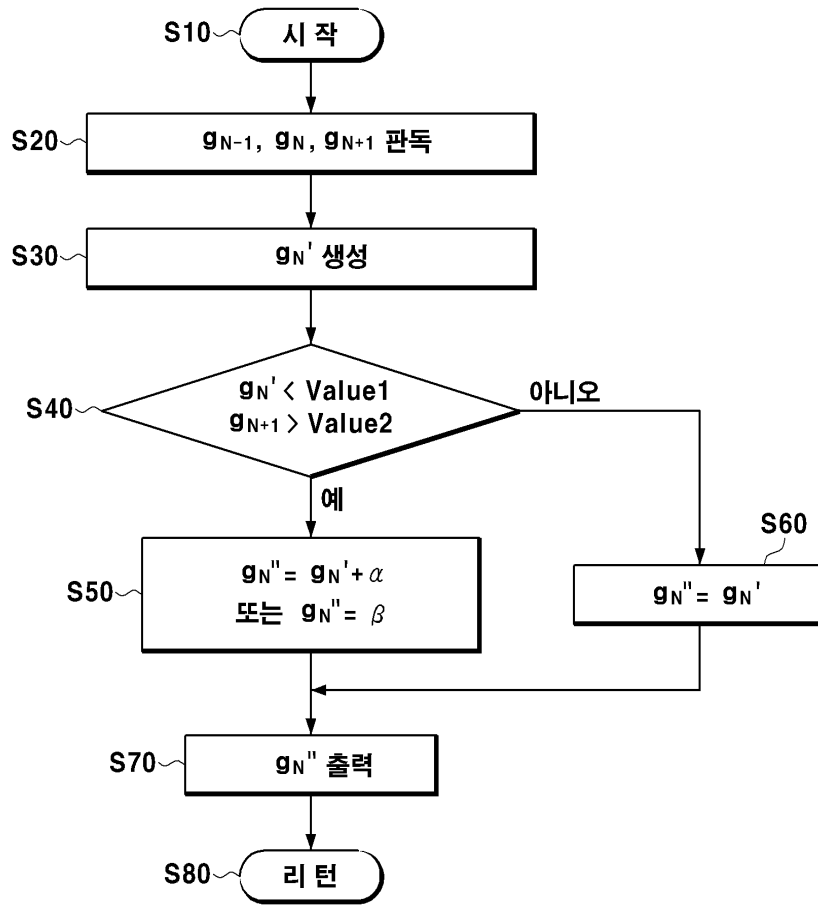 S10
시 작
S20
gN-1, gN, gN+1 판독
S30
gN' 생성
S40
gN' < Value1
gN+1 > Value2
아니오
예
S50
gN" = gN' + α
또는 gN" = β
S60
gN" = gN'
S70
gN" 출력
S80
리 턴